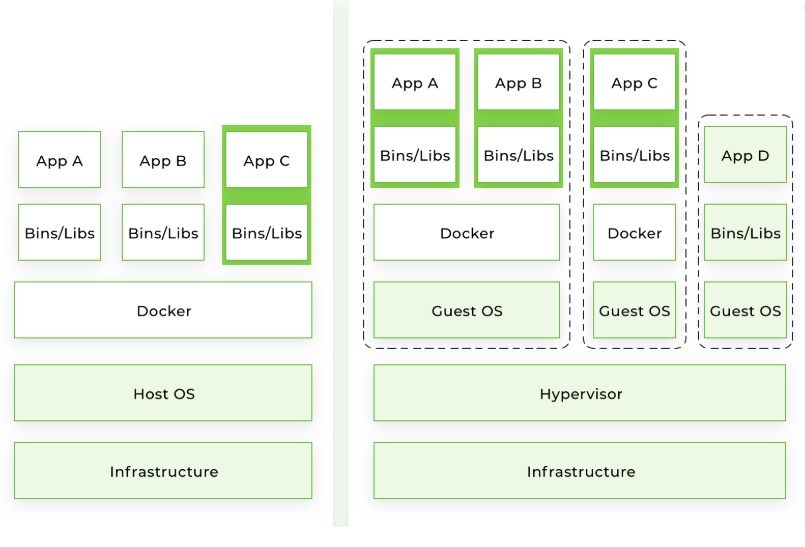 App A
App B
App C
Bins/Libs
Bins/Libs
Bins/Libs
Docker
Host OS
Infrastructure
App A
App B
App C
App D
Bins/Libs
Bins/Libs
Bins/Libs
Bins/Libs
Docker
Docker
Guest OS
Guest OS
Guest OS
Hypervisor
Infrastructure